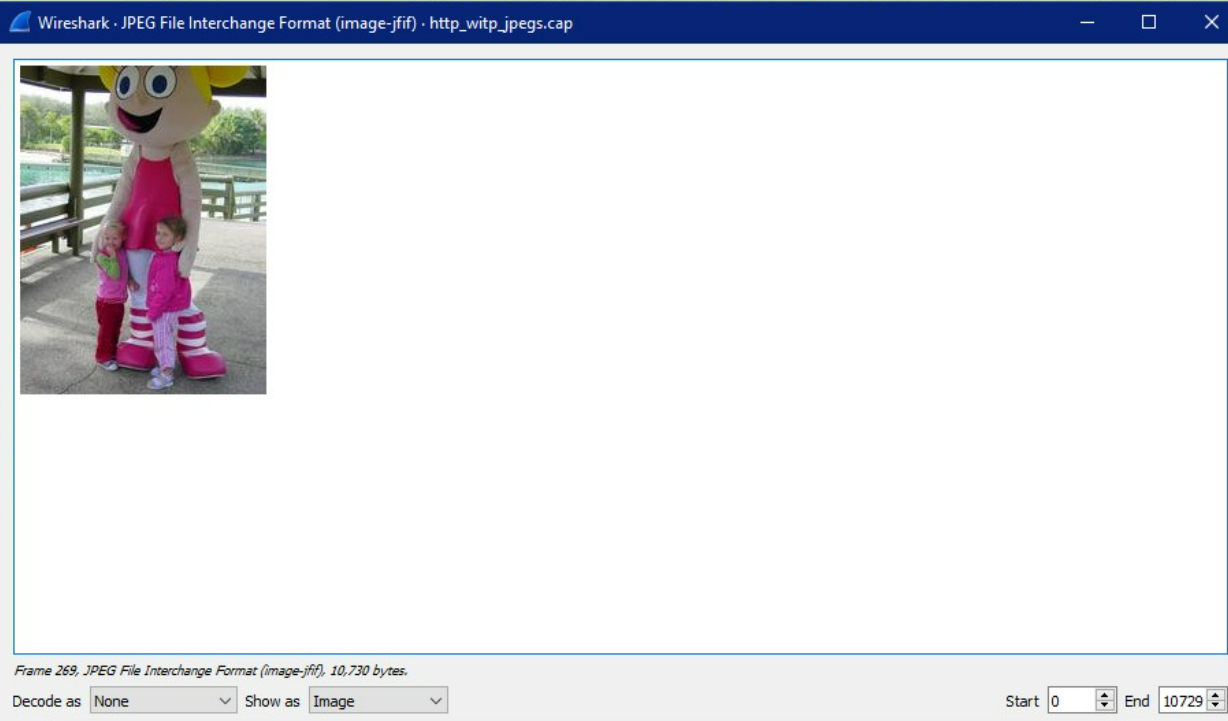 Wireshark · JPEG File Interchange Format (image-jfif) · http_witp_jpegs.cap
Frame 269, JPEG File Interchange Format (image-jfif), 10,730 bytes.
Decode as None Show as Image Start 0 End 10729